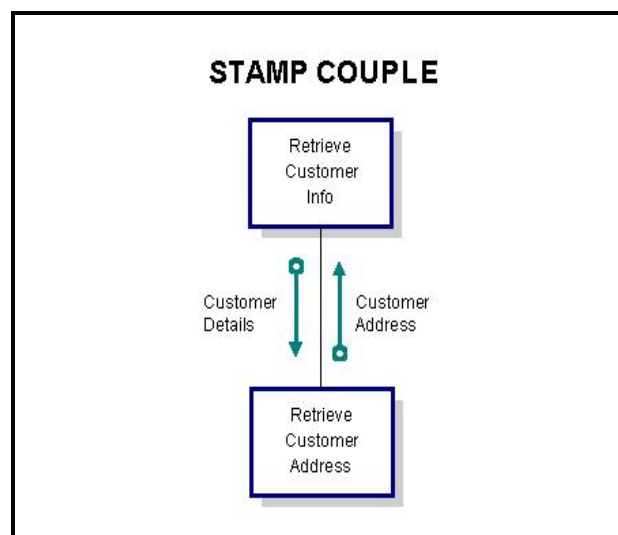 STAMP COUPLE
Retrieve
Customer
Info
Customer
Details
Customer
Address
Retrieve
Customer
Address